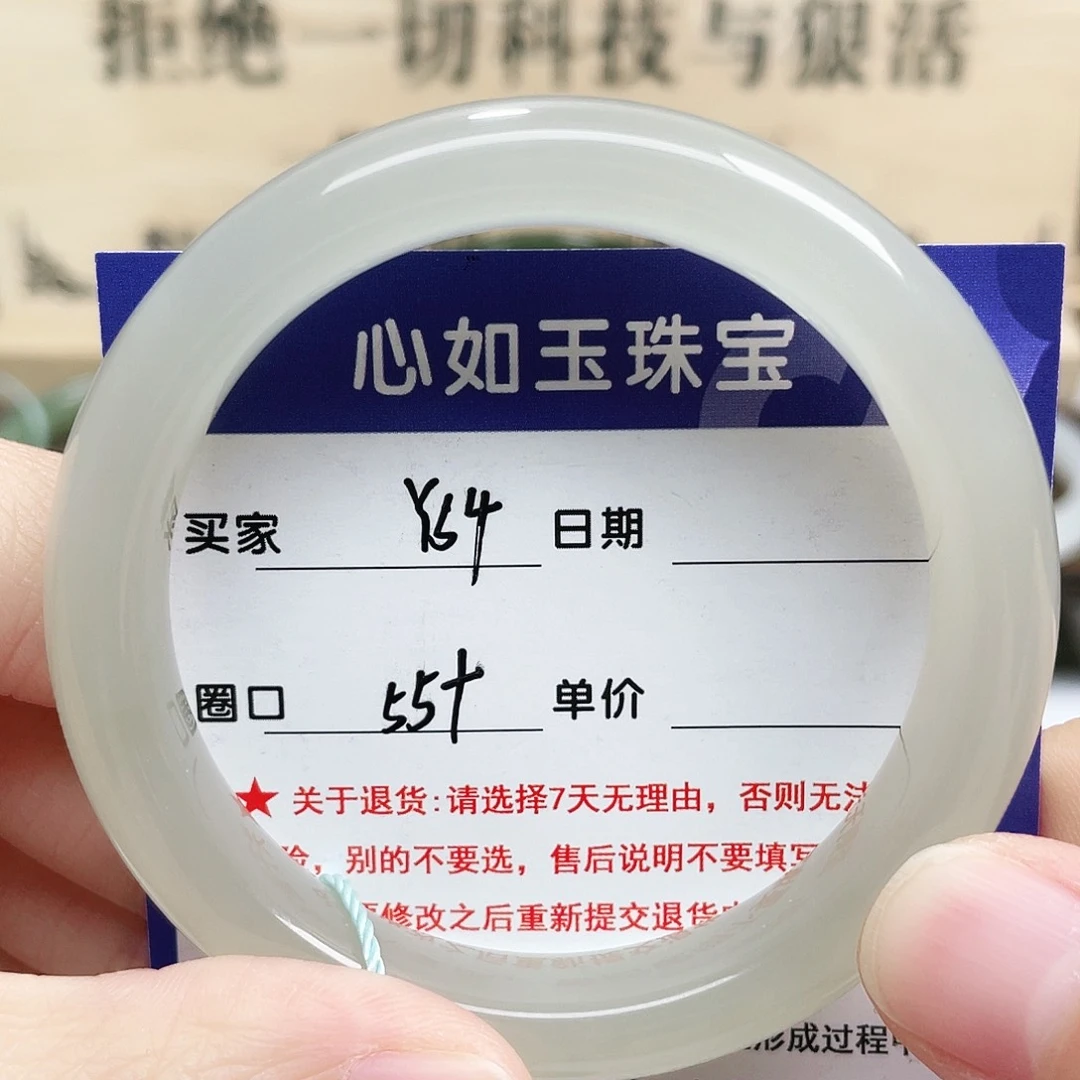 拒绝一切科技与狠活
心如玉珠宝
买家 Y64 日期
圈口 55+ 单价
★关于退货:请选择7天无理由，否则无法
，别的不要选，售后说明不要填写
修改之后重新提交退货
形成过程中